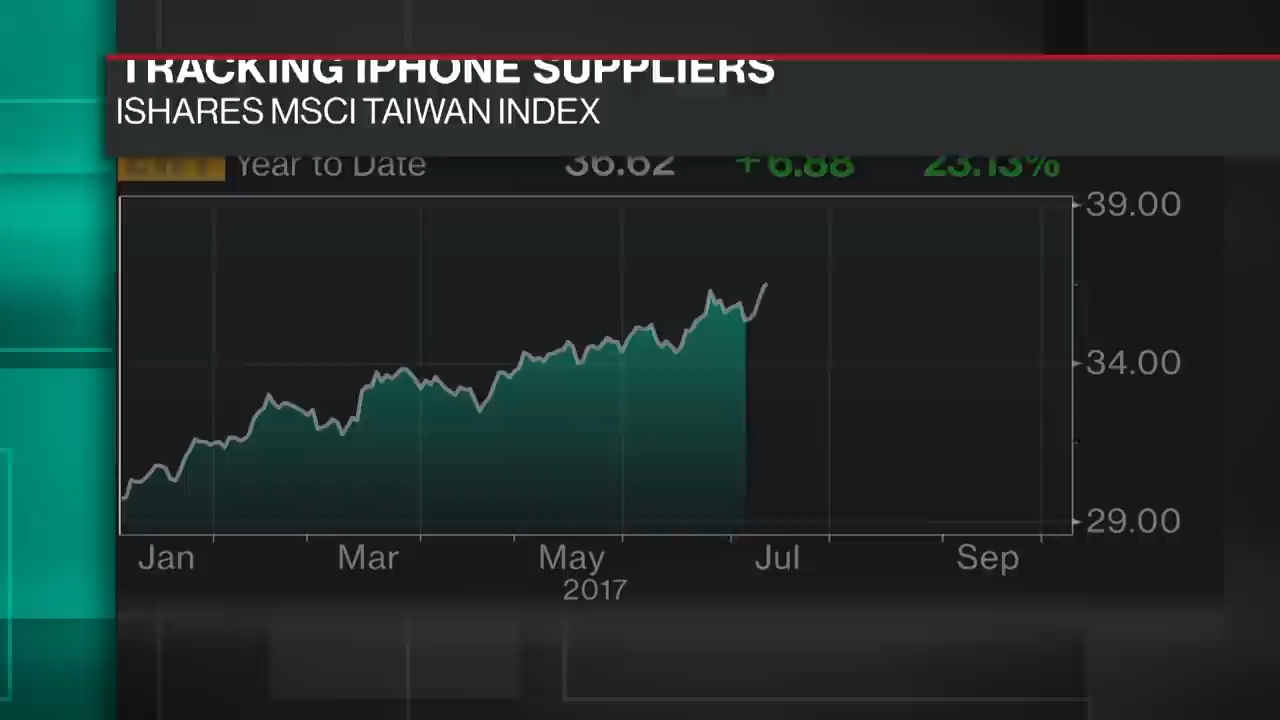 TRACKING IPHONE SUPPLIERS
ISHARES MSCI TAIWAN INDEX
Year to Date 36.62 +6.88 23.13%
39.00
34.00
29.00
Jan Mar May Jul Sep
2017